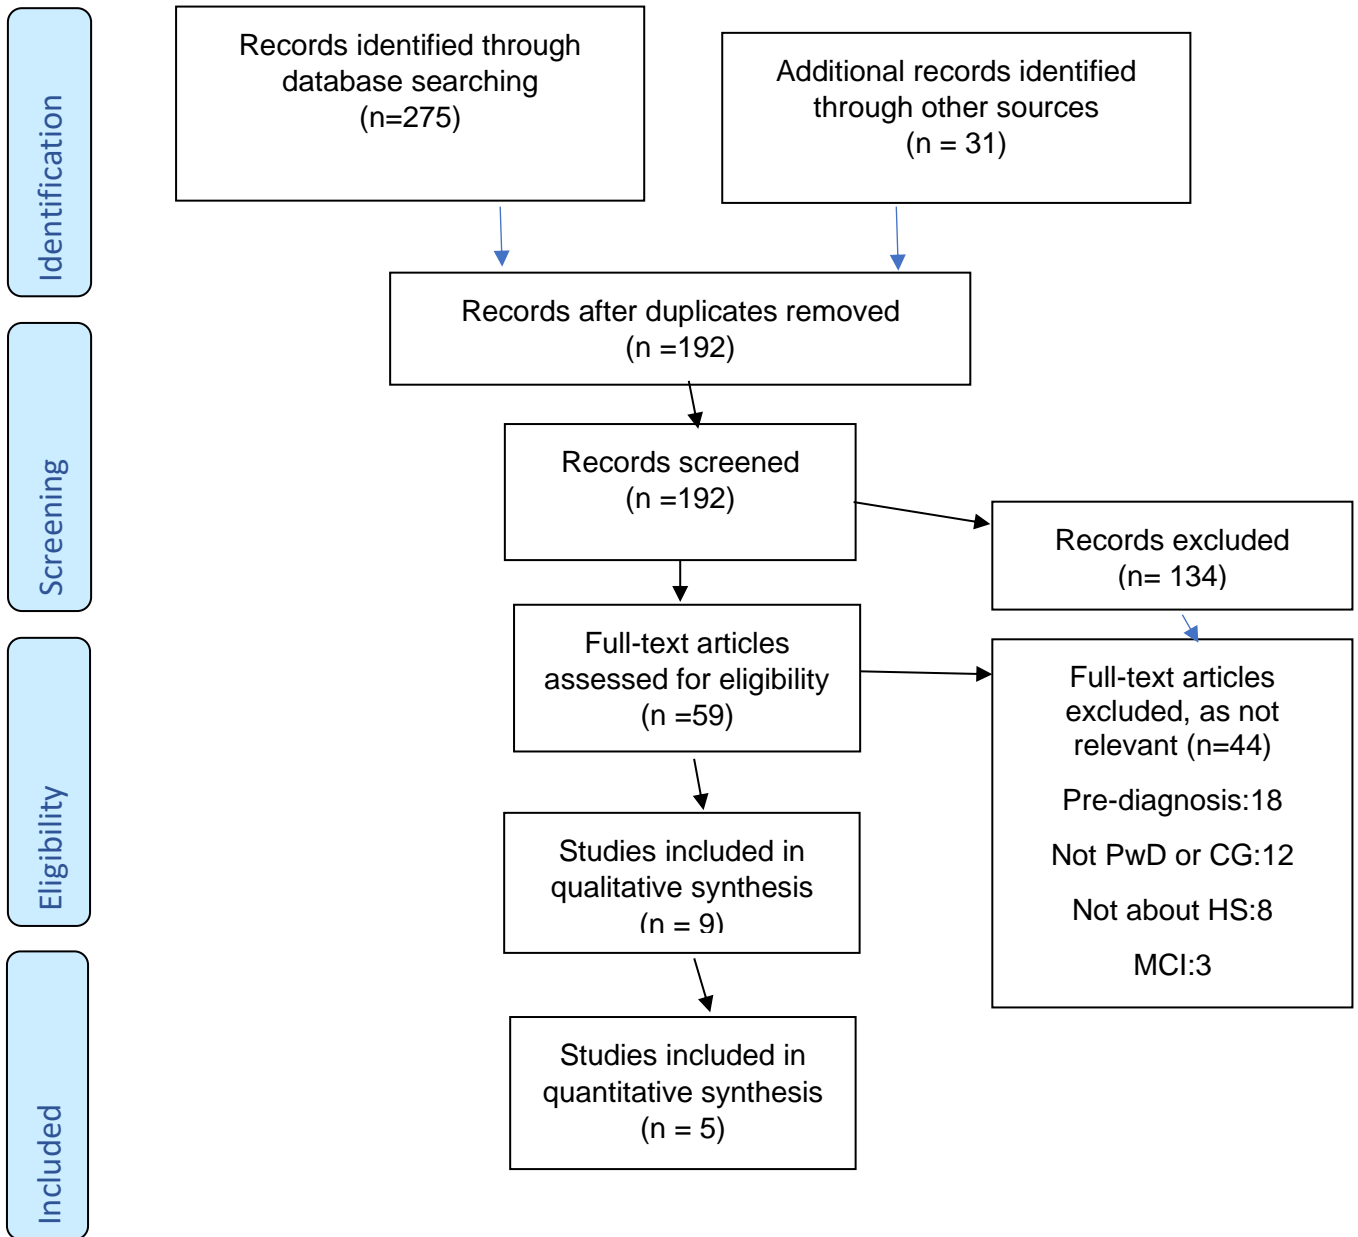 Identification
Records identified through
database searching
(n=275)
Additional records identified
through other sources
(n = 31)
Records after duplicates removed
(n =192)
Screening
Records screened
(n =192)
Records excluded
(n= 134)
Eligibility
Full-text articles
assessed for eligibility
(n =59)
Full-text articles
excluded, as not
relevant (n=44)
Pre-diagnosis:18
Not PwD or CG:12
Not about HS:8
MCI:3
Studies included in
qualitative synthesis
(n = 9)
Included
Studies included in
quantitative synthesis
(n = 5)